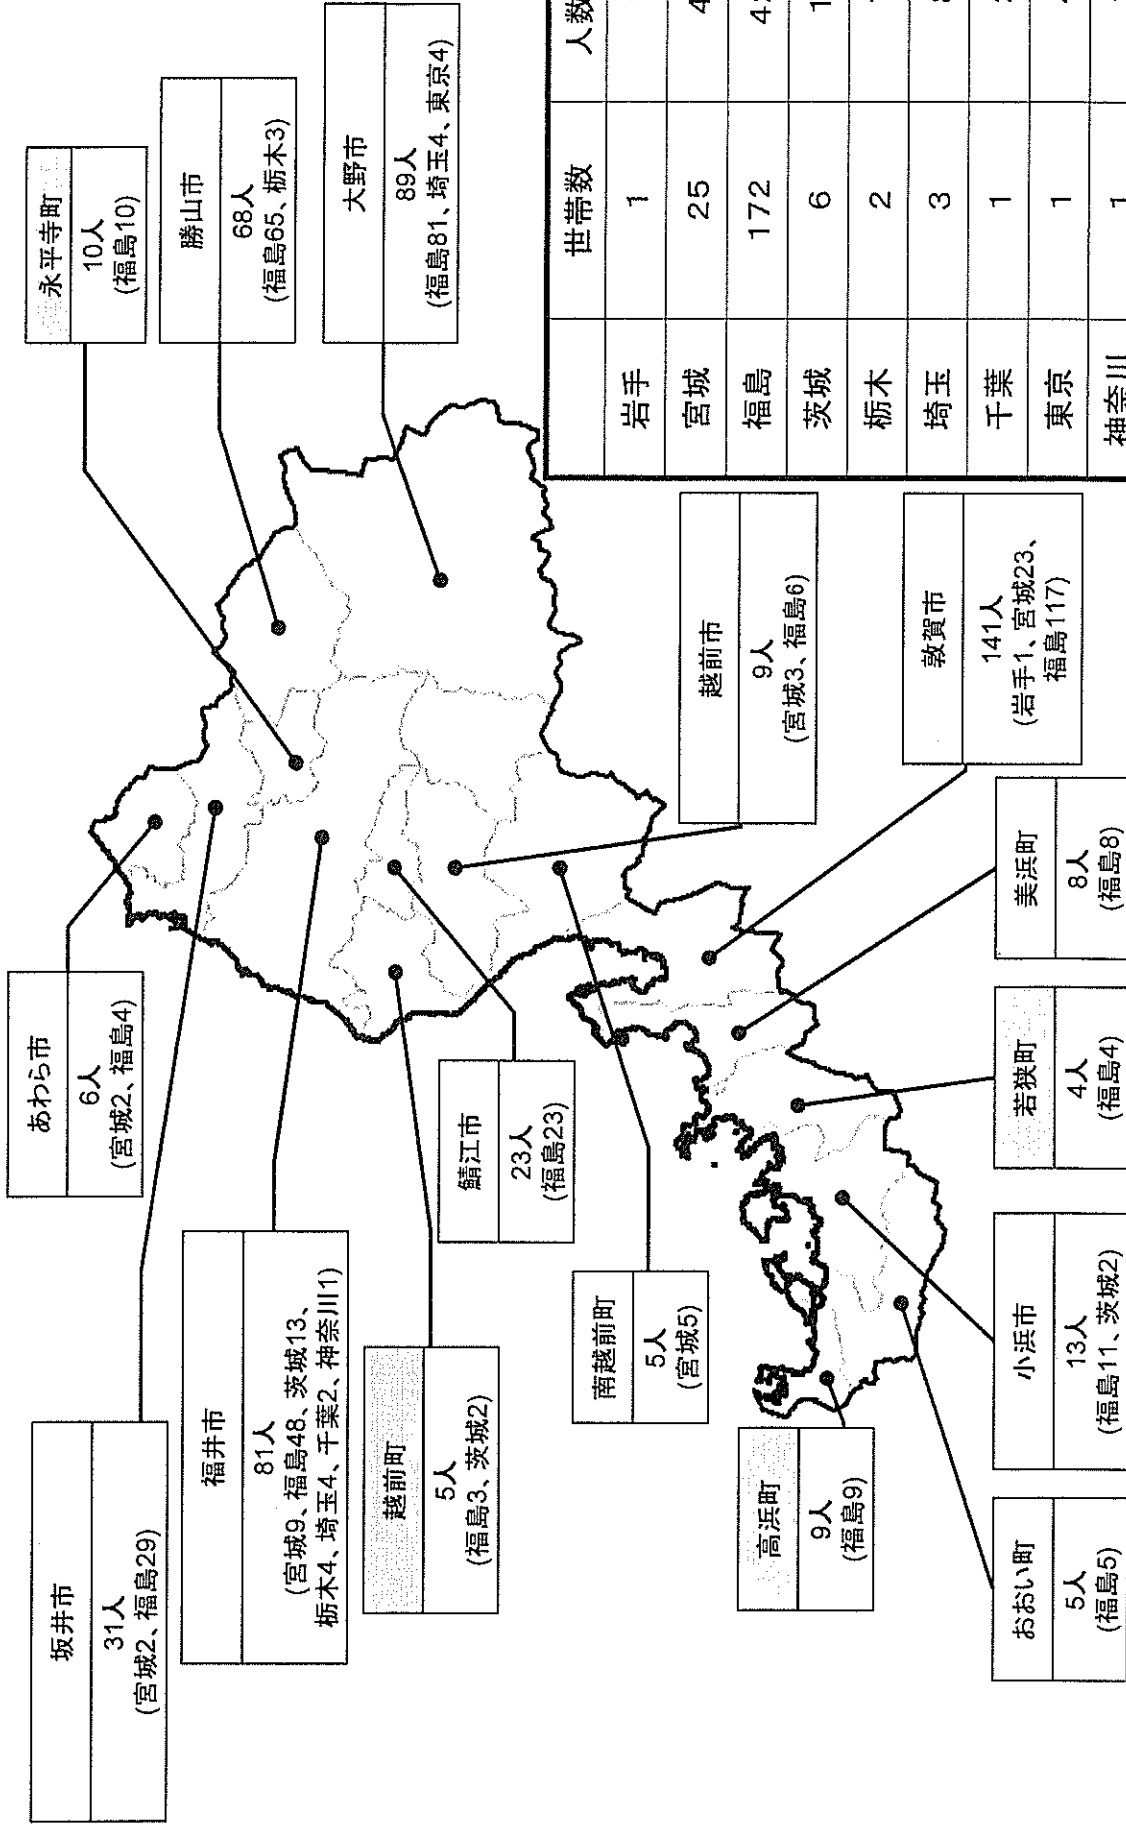 あわら市
6人
(宮城2、福島4)
坂井市
31人
(宮城2、福島29)
福井市
81人
(宮城9、福島48、茨城13、
栃木4、埼玉4、千葉2、神奈川1)
越前町
5人
(福島3、茨城2)
鯖江市
23人
(福島23)
南越前町
5人
(宮城5)
高浜町
9人
(福島9)
おおい町
5人
(福島5)
小浜市
13人
(福島11、茨城2)
若狭町
4人
(福島4)
美浜町
8人
(福島8)
敦賀市
141人
(岩手1、宮城23、
福島117)
越前市
9人
(宮城3、福島6)
永平寺町
10人
(福島10)
勝山市
68人
(福島65、栃木3)
大野市
89人
(福島81、埼玉4、東京4)
世帯数 人数
岩手 1
宮城 25
福島 172
茨城 6
栃木 2
埼玉 3
千葉 1
東京 1
神奈川 1